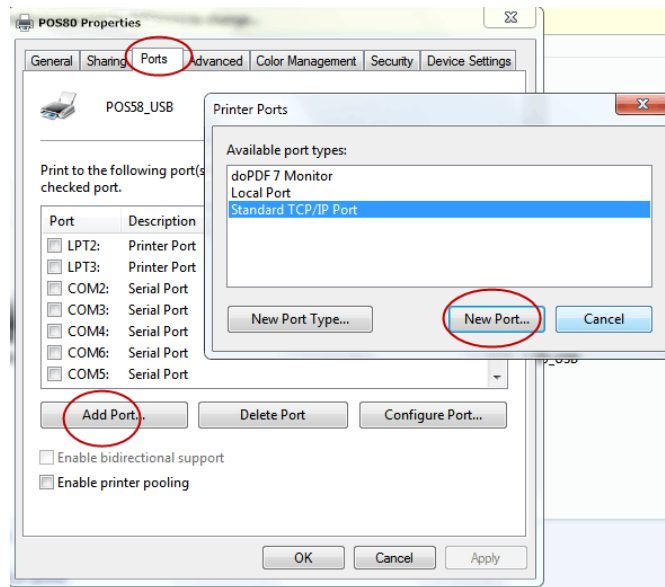 POS80 Properties
General Sharing Ports Advanced Color Management Security Device Settings
POS58_USB
Print to the following port(s
checked port.
Port Description
LPT2: Printer Port
LPT3: Printer Port
COM2: Serial Port
COM3: Serial Port
COM4: Serial Port
COM6: Serial Port
COM5: Serial Port
Add Port... Delete Port Configure Port...
Enable bidirectional support
Enable printer pooling
OK Cancel Apply
Printer Ports
Available port types:
doPDF 7 Monitor
Local Port
Standard TCP/IP Port
New Port Type... New Port... Cancel
_USB